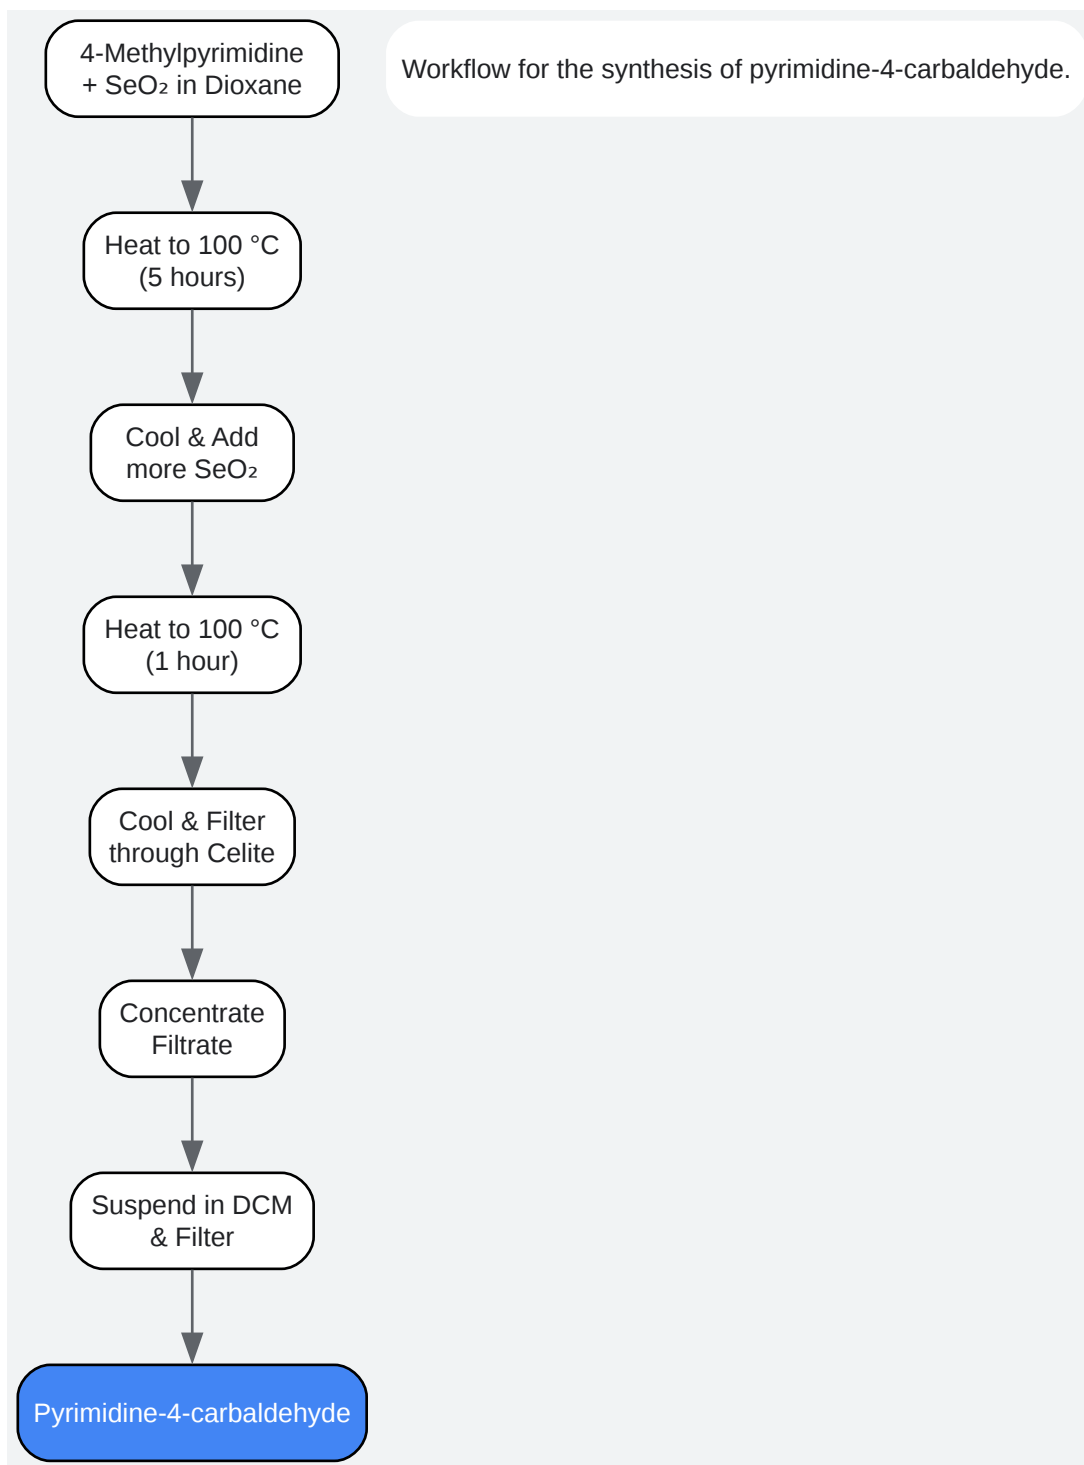 4-Methylpyrimidine
+ SeO₂ in Dioxane
Workflow for the synthesis of pyrimidine-4-carbaldehyde.
Heat to 100 °C
(5 hours)
Cool & Add
more SeO₂
Heat to 100 °C
(1 hour)
Cool & Filter
through Celite
Concentrate
Filtrate
Suspend in DCM
& Filter
Pyrimidine-4-carbaldehyde